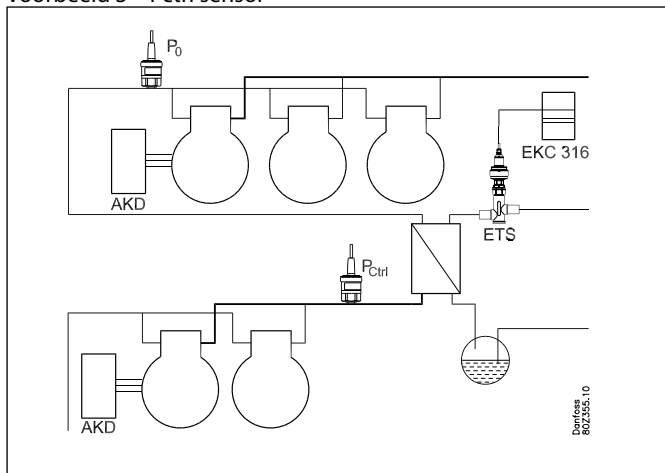 P0
EKC 316
AKD
ETS
PCtrl
AKD
Danfoss
80Z355.10